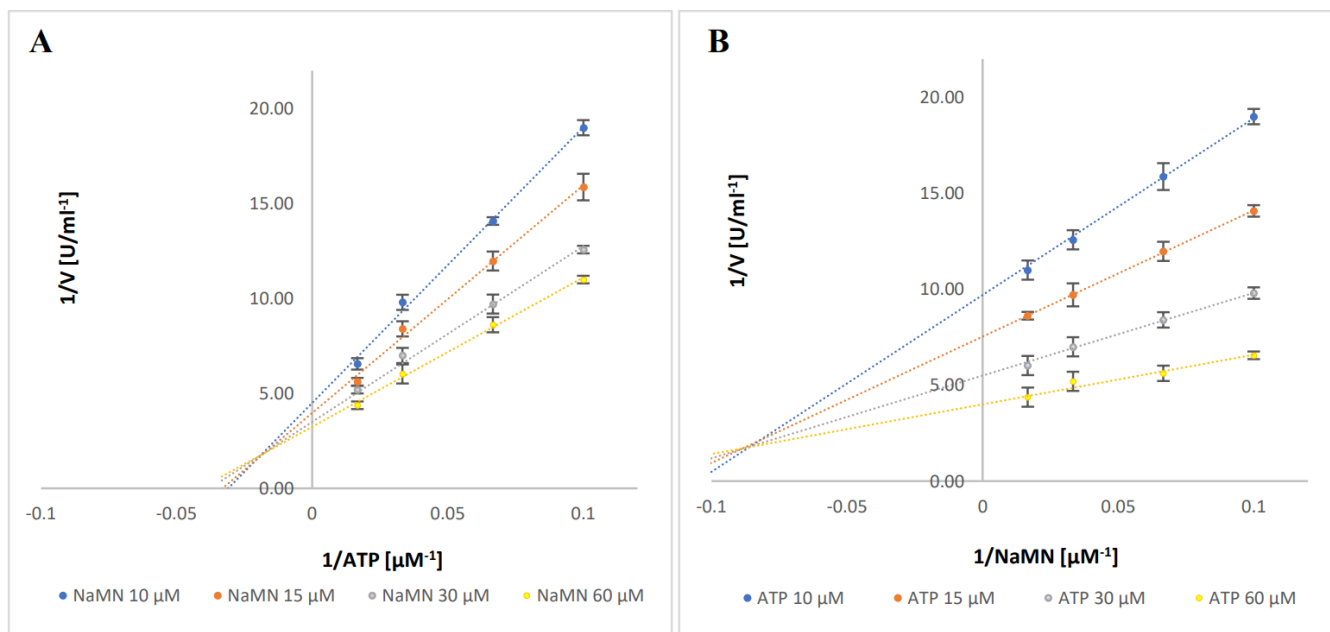 A
20.00
15.00
10.00
5.00
0.00
-0.1 -0.05 0 0.05 0.1
1/V [U/ml-1]
1/ATP [µM-1]
NaMN 10 µM NaMN 15 µM NaMN 30 µM NaMN 60 µM
B
20.00
15.00
10.00
5.00
0.00
-0.1 -0.05 0 0.05 0.1
1/V [U/ml-1]
1/NaMN [µM-1]
ATP 10 µM ATP 15 µM ATP 30 µM ATP 60 µM